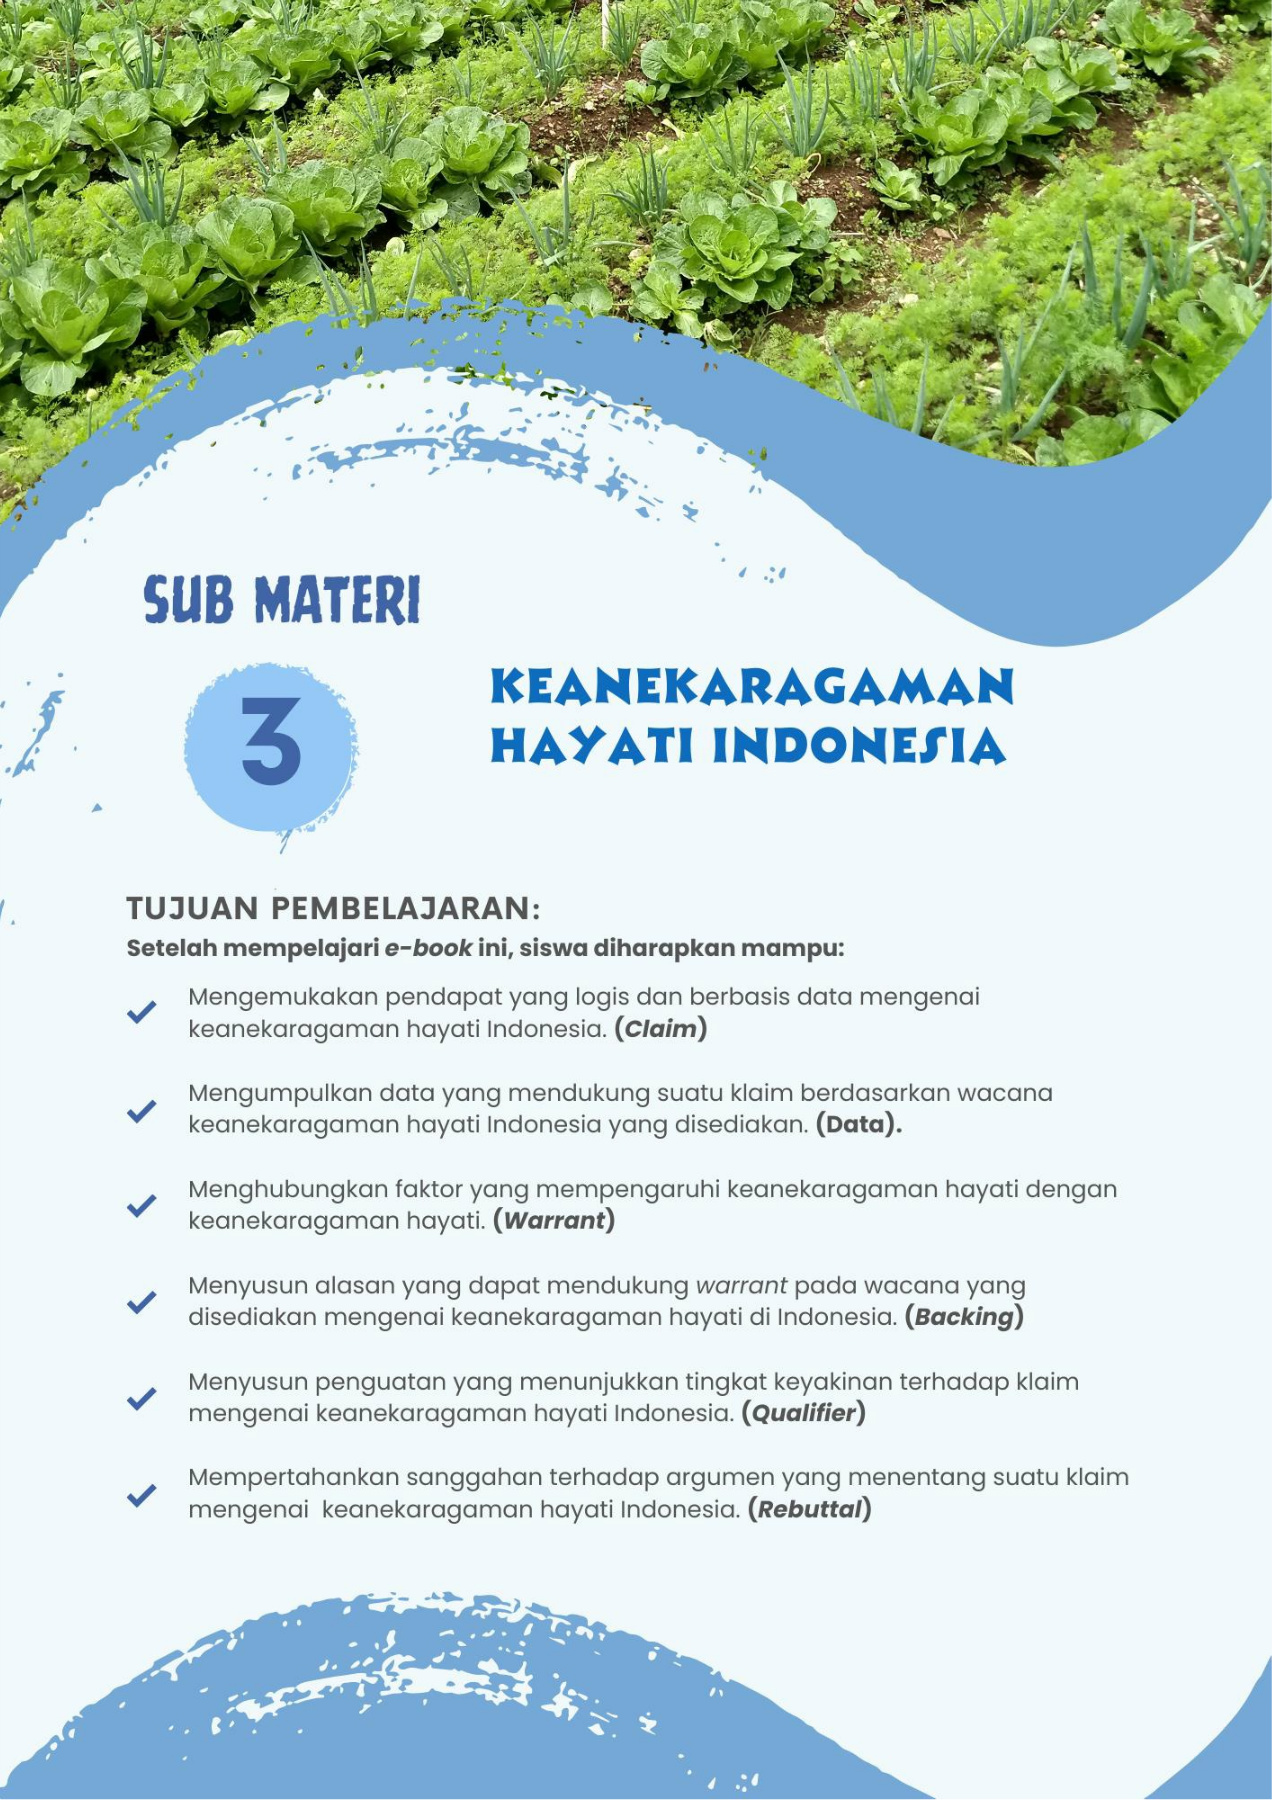 SUB MATERI
3
KEANEKARAGAMAN
HAYATI INDONESIA
TUJUAN PEMBELAJARAN:
Setelah mempelajari e-book ini, siswa diharapkan mampu:
Mengemukakan pendapat yang logis dan berbasis data mengenai
keanekaragaman hayati Indonesia. (Claim)
Mengumpulkan data yang mendukung suatu klaim berdasarkan wacana
keanekaragaman hayati Indonesia yang disediakan. (Data).
Menghubungkan faktor yang mempengaruhi keanekaragaman hayati dengan
keanekaragaman hayati. (Warrant)
Menyusun alasan yang dapat mendukung warrant pada wacana yang
disediakan mengenai keanekaragaman hayati di Indonesia. (Backing)
Menyusun penguatan yang menunjukkan tingkat keyakinan terhadap klaim
mengenai keanekaragaman hayati Indonesia. (Qualifier)
Mempertahankan sanggahan terhadap argumen yang menentang suatu klaim
mengenai  keanekaragaman hayati Indonesia. (Rebuttal)